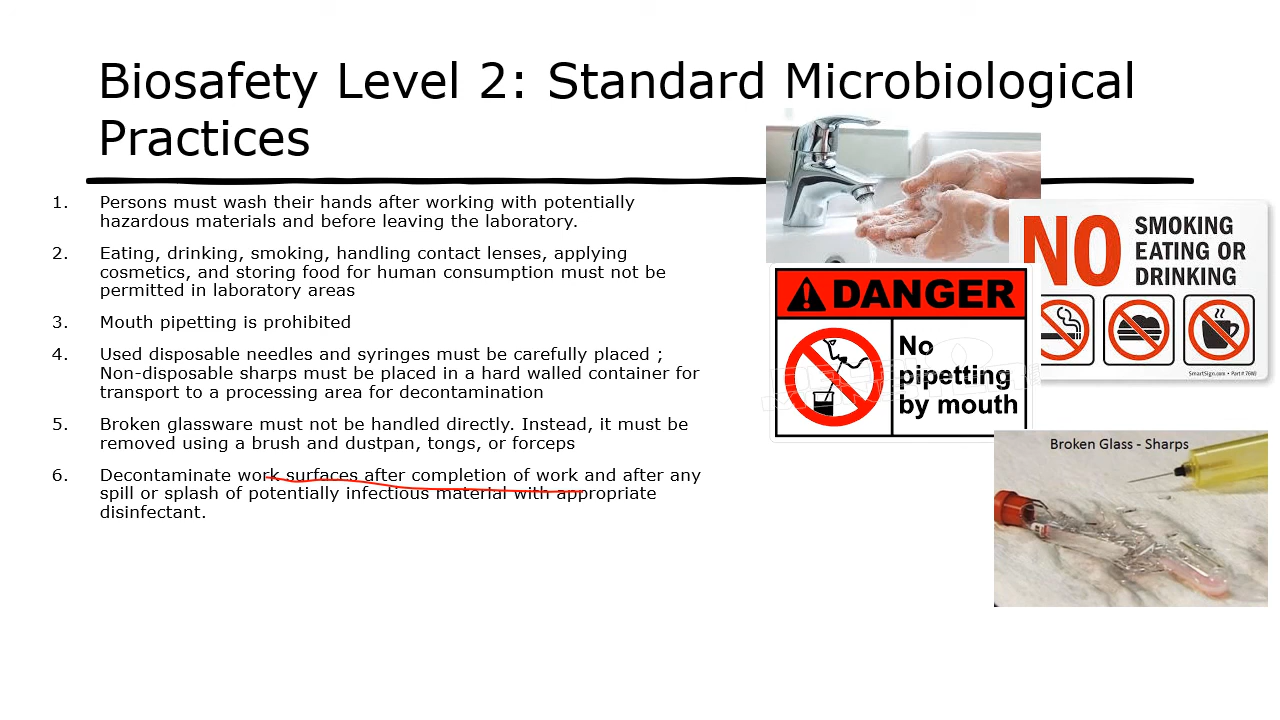 Biosafety Level 2: Standard Microbiological
Practices
1. Persons must wash their hands after working with potentially
hazardous materials and before leaving the laboratory.
2. Eating, drinking, smoking, handling contact lenses, applying
cosmetics, and storing food for human consumption must not be
permitted in laboratory areas
3. Mouth pipetting is prohibited
4. Used disposable needles and syringes must be carefully placed ;
Non-disposable sharps must be placed in a hard walled container for
transport to a processing area for decontamination
5. Broken glassware must not be handled directly. Instead, it must be
removed using a brush and dustpan, tongs, or forceps
6. Decontaminate work surfaces after completion of work and after any
spill or splash of potentially infectious material with appropriate
disinfectant.
NO
SMOKING
EATING OR
DRINKING
SmartSign.com • Part #
DANGER
No
pipetting
by mouth
Broken Glass - Sharps